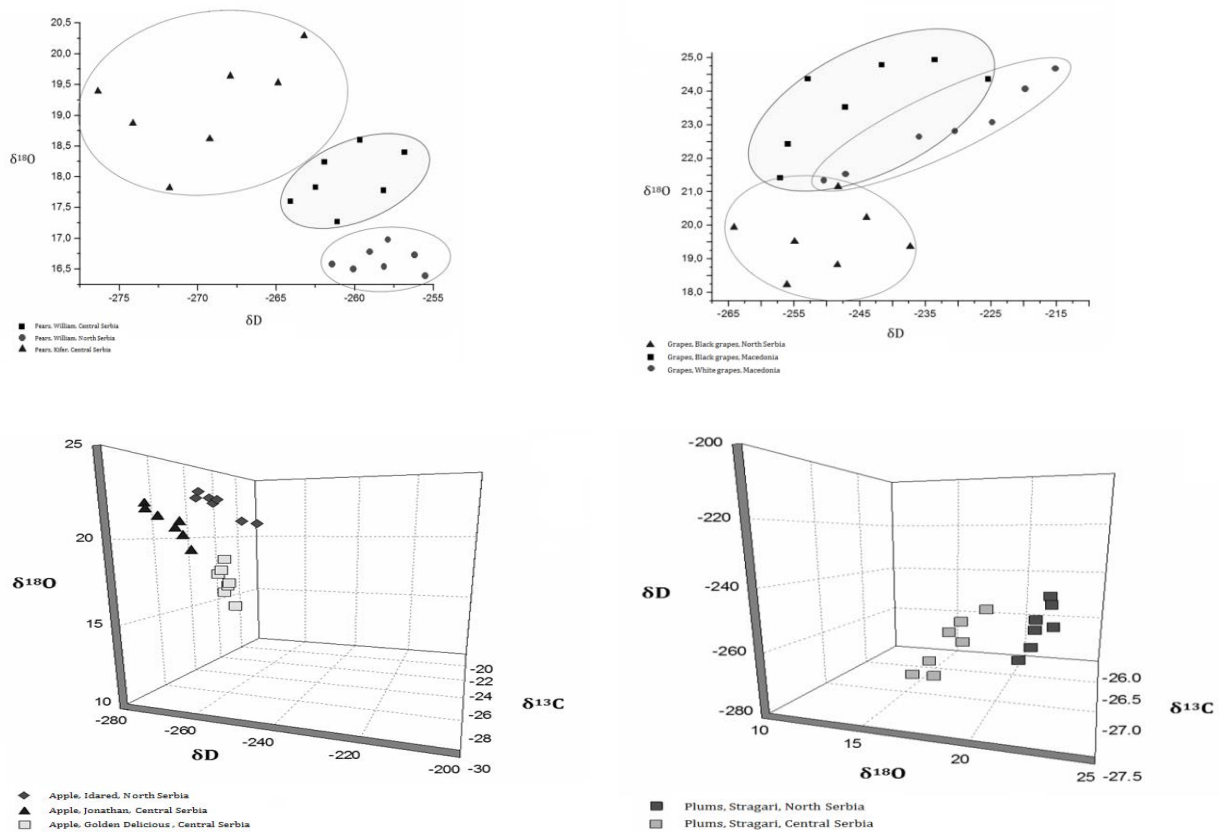 20,5
20,0
19,5
19,0
18,5
δ18O
18,0
17,5
17,0
16,5
-275 -270 -265 -260 -255
δD
Pears, William, Central Serbia
Pears, William, North Serbia
Pears, Kifer, Central Serbia
25,0
24,0
23,0
22,0
δ18O
21,0
20,0
19,0
18,0
-265 -255 -245 -235 -225 -215
δD
Grapes, Black grapes, North Serbia
Grapes, Black grapes, Macedonia
Grapes, White grapes, Macedonia
25
20
δ18O
15
10
-280
-260
-240
-220
-200
δD
-20
-22
-24
-26
-28
-30
δ13C
Apple, Idared, North Serbia
Apple, Jonathan, Central Serbia
Apple, Golden Delicious , Central Serbia
-200
-220
δD
-240
-260
-280
10
15
20
25
δ18O
-26.0
-26.5
-27.0
-27.5
δ13C
Plums, Stragari, North Serbia
Plums, Stragari, Central Serbia